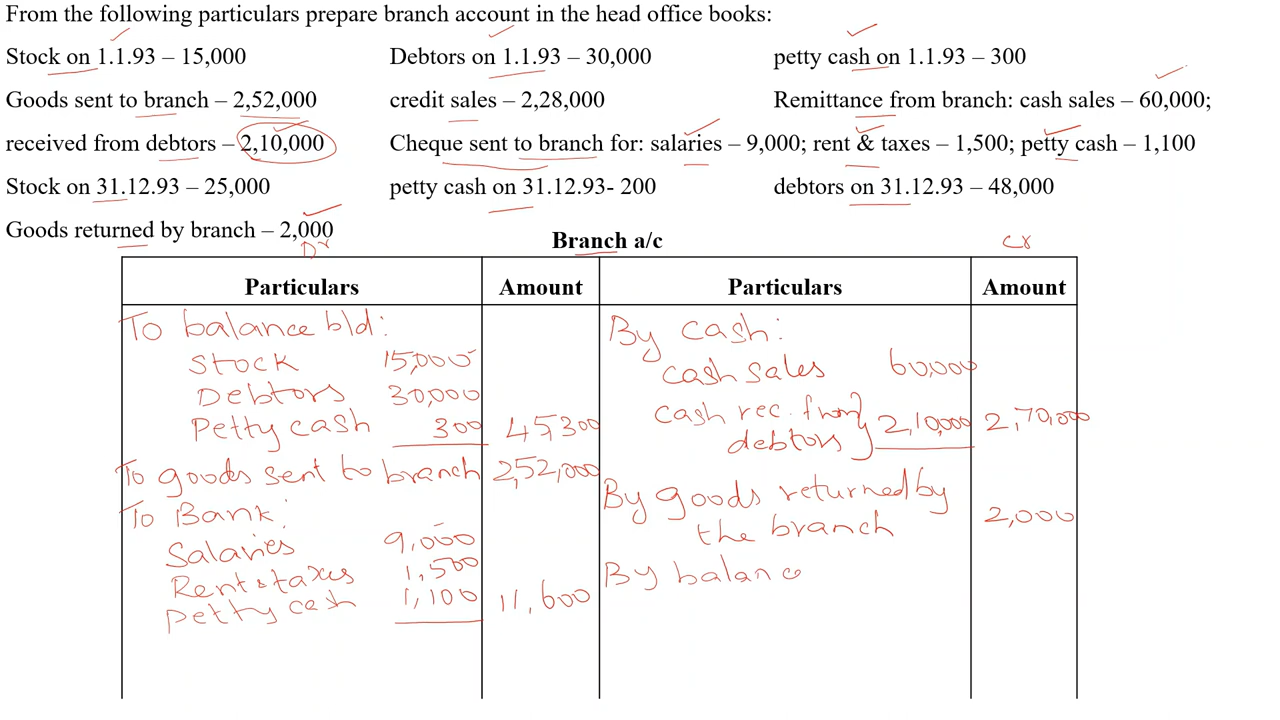 From the following particulars prepare branch account in the head office books:
Stock on 1.1.93 – 15,000 Debtors on 1.1.93 – 30,000 petty cash on 1.1.93 – 300
Goods sent to branch – 2,52,000 credit sales – 2,28,000 Remittance from branch: cash sales – 60,000;
received from debtors – 2,10,000 Cheque sent to branch for: salaries – 9,000; rent & taxes – 1,500; petty cash – 1,100
Stock on 31.12.93 – 25,000 petty cash on 31.12.93- 200 debtors on 31.12.93 – 48,000
Goods returned by branch – 2,000
Dr Branch a/c Cr
Particulars Amount Particulars Amount
To balance b/d: By cash:
Stock 15,000 cash sales 60,000
Debtors 30,000
Petty cash 300 45,300 cash rec. from debtors 2,10,000 2,70,000
To goods sent to branch 2,52,000 By goods returned by
To Bank: the branch 2,000
Salaries 9,000
Rent & taxes 1,500 By balanc
Petty cash 1,100 11,600